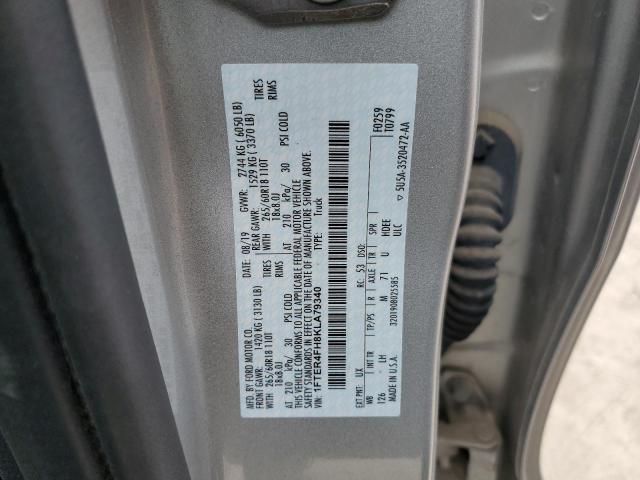 MFD. BY FORD MOTOR CO. DATE: 08/19 GVWR: 2744 KG (6050 LB)
FRONT GAWR: 1420 KG (3130 LB) REAR GAWR: 1529 KG (3370 LB)
WITH 265/60R18 110T TIRES WITH 265/60R18 110T TIRES
18x8.0J RIMS 18x8.0J RIMS
AT 210 kPa/ 30 PSI COLD AT 210 kPa/ 30 PSI COLD
THIS VEHICLE CONFORMS TO ALL APPLICABLE FEDERAL MOTOR VEHICLE
SAFETY STANDARDS IN EFFECT ON THE DATE OF MANUFACTURE SHOWN ABOVE.
VIN: 1FTER4FH8KLA79340 TYPE: Truck
F0259
T0799
EXT PNT: UX RC: 53 DSO:
WB INT TR TP/PS R AXLE TR SPR
126 LH M 71 U HDEE
ULC
MADE IN U.S.A. 3201908025585
5U5A-3520472-AA